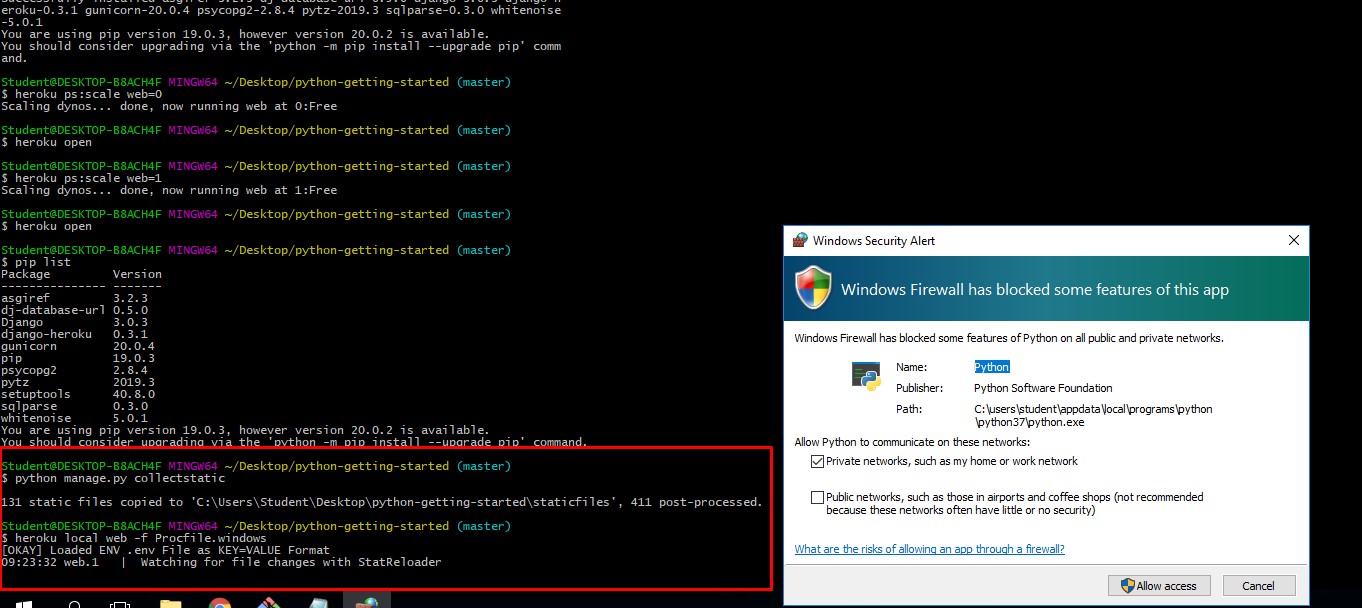 eroku-0.3.1 gunicorn-20.0.4 psycopg2-2.8.4 pytz-2019.3 sqlparse-0.3.0 whitenoise
-5.0.1
You are using pip version 19.0.3, however version 20.0.2 is available.
You should consider upgrading via the 'python -m pip install --upgrade pip' comm
and.
Student@DESKTOP-B8ACH4F MINGW64 ~/Desktop/python-getting-started (master)
$ heroku ps:scale web=0
Scaling dynos... done, now running web at 0:Free
Student@DESKTOP-B8ACH4F MINGW64 ~/Desktop/python-getting-started (master)
$ heroku open
Student@DESKTOP-B8ACH4F MINGW64 ~/Desktop/python-getting-started (master)
$ heroku ps:scale web=1
Scaling dynos... done, now running web at 1:Free
Student@DESKTOP-B8ACH4F MINGW64 ~/Desktop/python-getting-started (master)
$ heroku open
Student@DESKTOP-B8ACH4F MINGW64 ~/Desktop/python-getting-started (master)
$ pip list
Package Version
--------------- -------
asgiref 3.2.3
dj-database-url 0.5.0
Django 3.0.3
django-heroku 0.3.1
gunicorn 20.0.4
pip 19.0.3
psycopg2 2.8.4
pytz 2019.3
setuptools 40.8.0
sqlparse 0.3.0
whitenoise 5.0.1
You are using pip version 19.0.3, however version 20.0.2 is available.
You should consider upgrading via the 'python -m pip install --upgrade pip' command.
Student@DESKTOP-B8ACH4F MINGW64 ~/Desktop/python-getting-started (master)
$ python manage.py collectstatic
131 static files copied to 'C:\Users\Student\Desktop\python-getting-started\staticfiles', 411 post-processed.
Student@DESKTOP-B8ACH4F MINGW64 ~/Desktop/python-getting-started (master)
$ heroku local web -f Procfile.windows
[OKAY] Loaded ENV .env File as KEY=VALUE Format
09:23:32 web.1 | Watching for file changes with StatReloader
Windows Security Alert
Windows Firewall has blocked some features of this app
Windows Firewall has blocked some features of Python on all public and private networks.
Name: Python
Publisher: Python Software Foundation
Path: C:\users\student\appdata\local\programs\python
\python37\python.exe
Allow Python to communicate on these networks:
Private networks, such as my home or work network
Public networks, such as those in airports and coffee shops (not recommended
because these networks often have little or no security)
What are the risks of allowing an app through a firewall?
Allow access Cancel